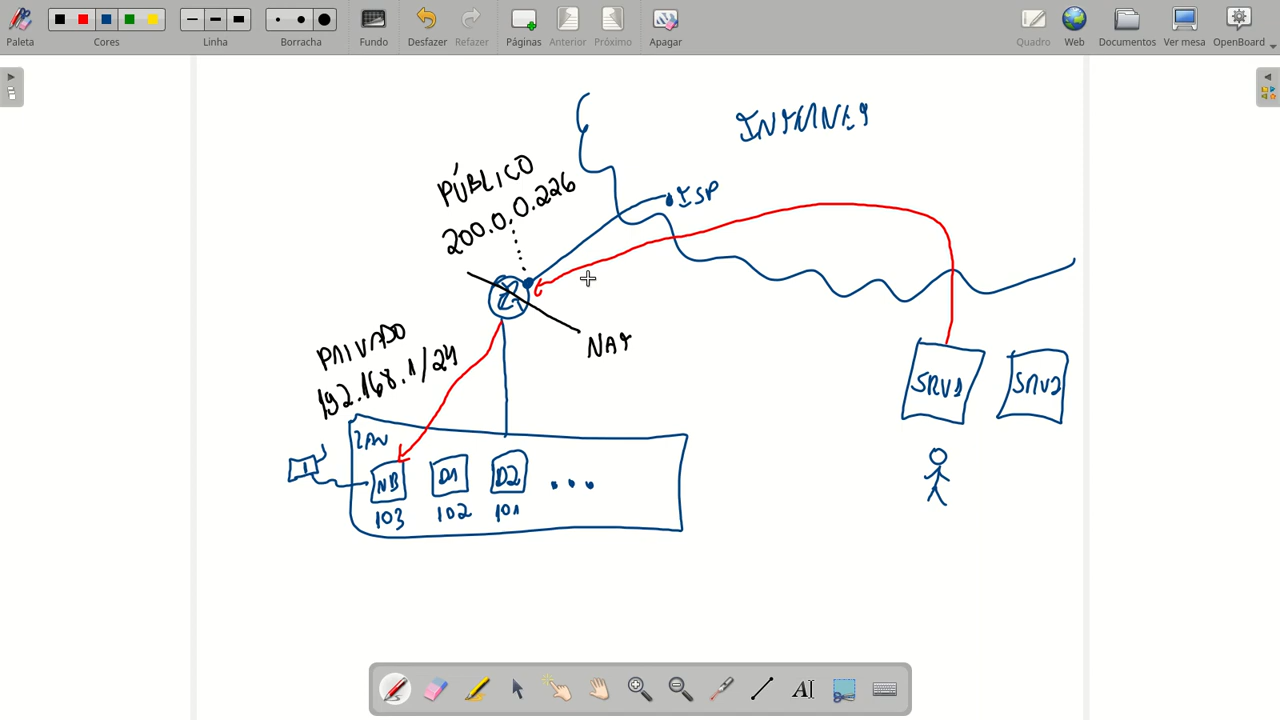 Paleta
Cores
Linha
Borracha
Fundo
Desfazer
Refazer
Páginas
Anterior
Próximo
Apagar
Quadro
Web
Documentos
Ver mesa
OpenBoard
INTERNET
PÚBLICO
200.0.0.226
ISP
R
NAT
PRIVADO
192.168.1/24
SRV1
SRV2
LAN
NB
D1
D2
...
103
102
101